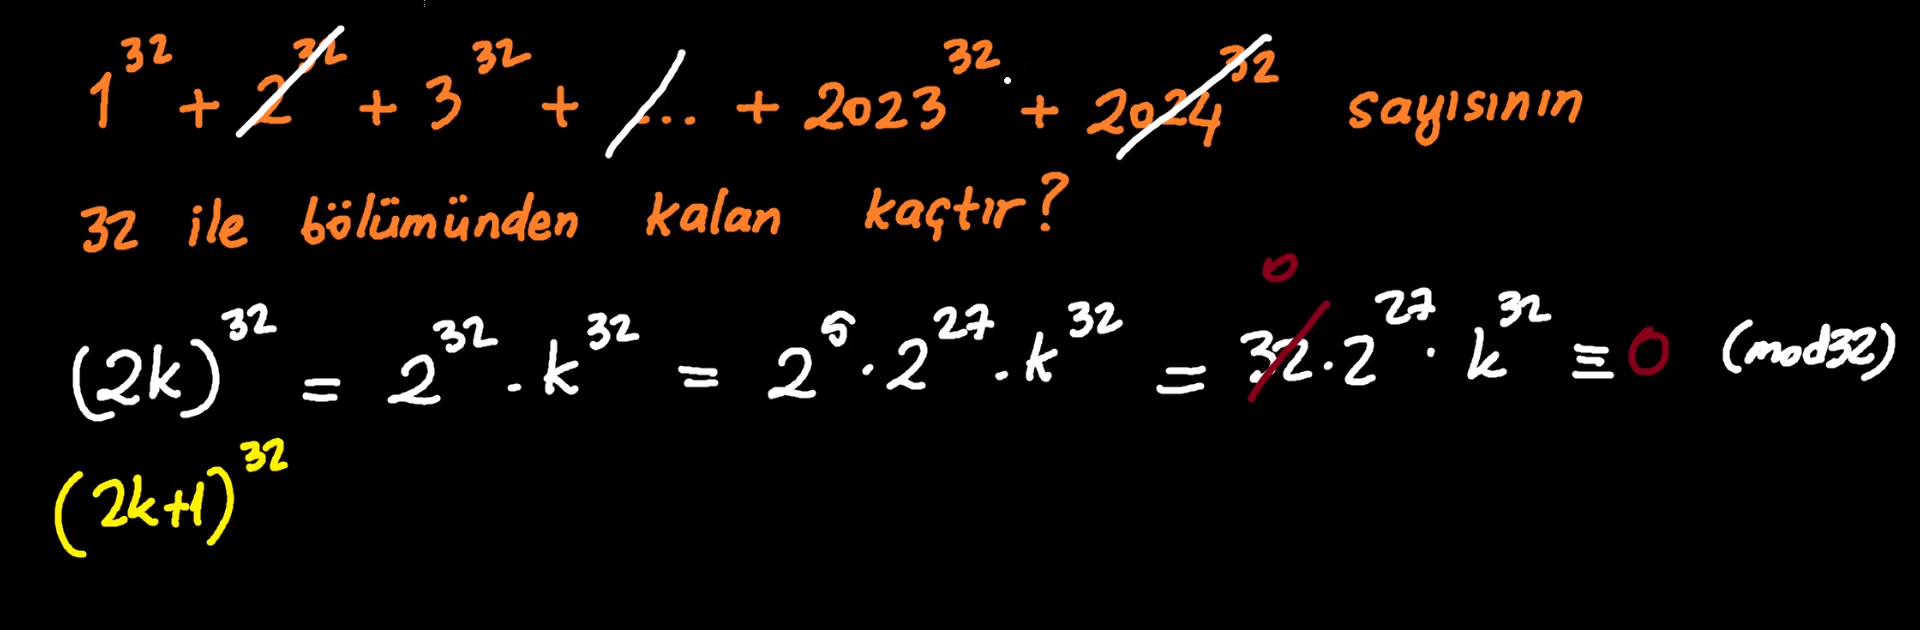 1^32 + 2^32 + 3^32 + ... + 2023^32 + 2024^32 sayısının
32 ile bölümünden kalan kaçtır?
0
(2k)^32 = 2^32 . k^32 = 2^5 . 2^27 . k^32 = 32 . 2^27 . k^32 ≡ 0 (mod32)
(2k+1)^32